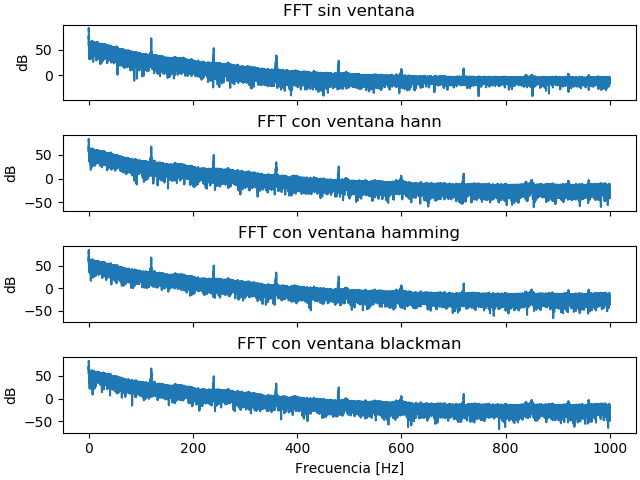 FFT sin ventana
50
0
dB
FFT con ventana hann
50
0
−50
dB
FFT con ventana hamming
50
0
−50
dB
FFT con ventana blackman
50
0
−50
dB
0 200 400 600 800 1000
Frecuencia [Hz]